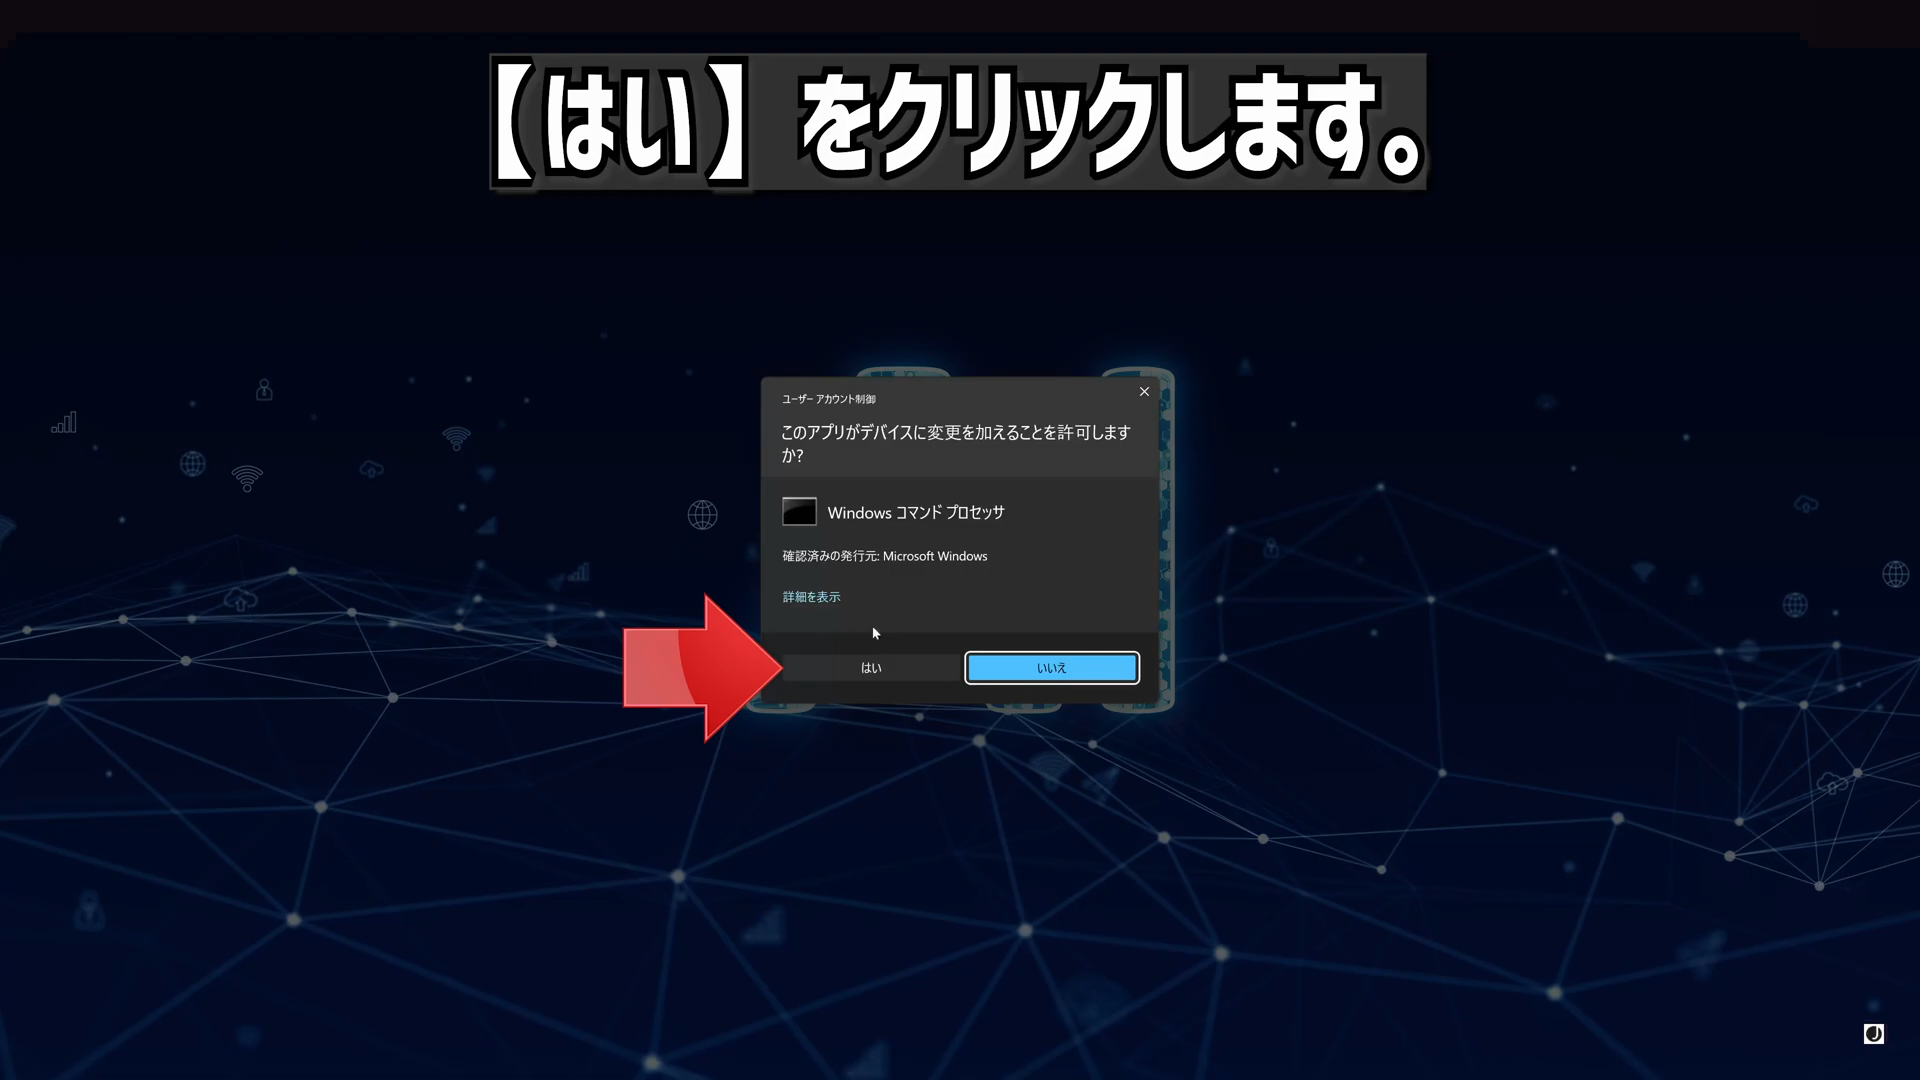 【はい】をクリックします。
ユーザー アカウント制御
このアプリがデバイスに変更を加えることを許可します
か?
Windows コマンド プロセッサ
確認済みの発行元: Microsoft Windows
詳細を表示
はい
いいえ